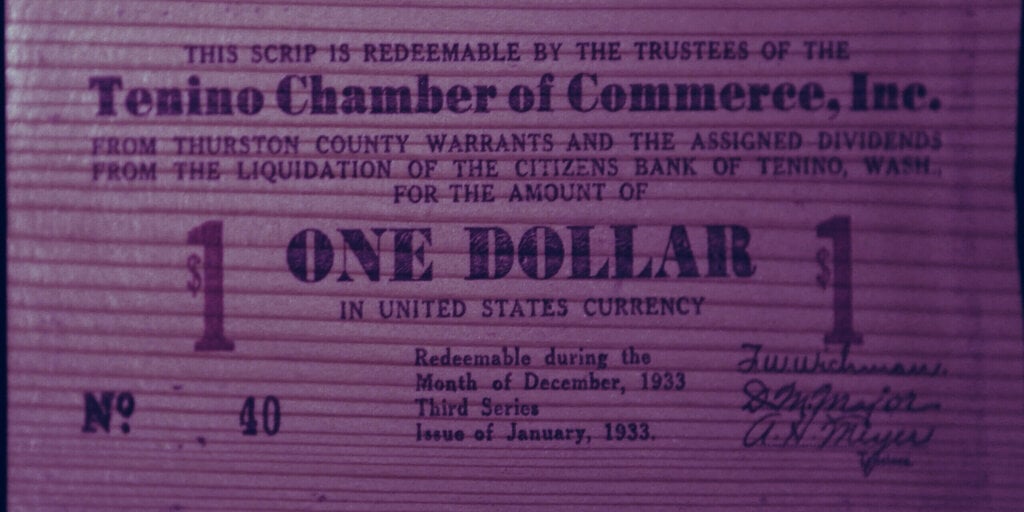 THIS SCRIP IS REDEEMABLE BY THE TRUSTEES OF THE
Tenino Chamber of Commerce, Inc.
FROM THURSTON COUNTY WARRANTS AND THE ASSIGNED DIVIDENDS
FROM THE LIQUIDATION OF THE CITIZENS BANK OF TENINO, WASH.,
FOR THE AMOUNT OF
$1 ONE DOLLAR $1
IN UNITED STATES CURRENCY
Redeemable during the
Month of December, 1933
Third Series
Issue of January, 1933.
No. 40
D. M. Major
A. H. Meyer